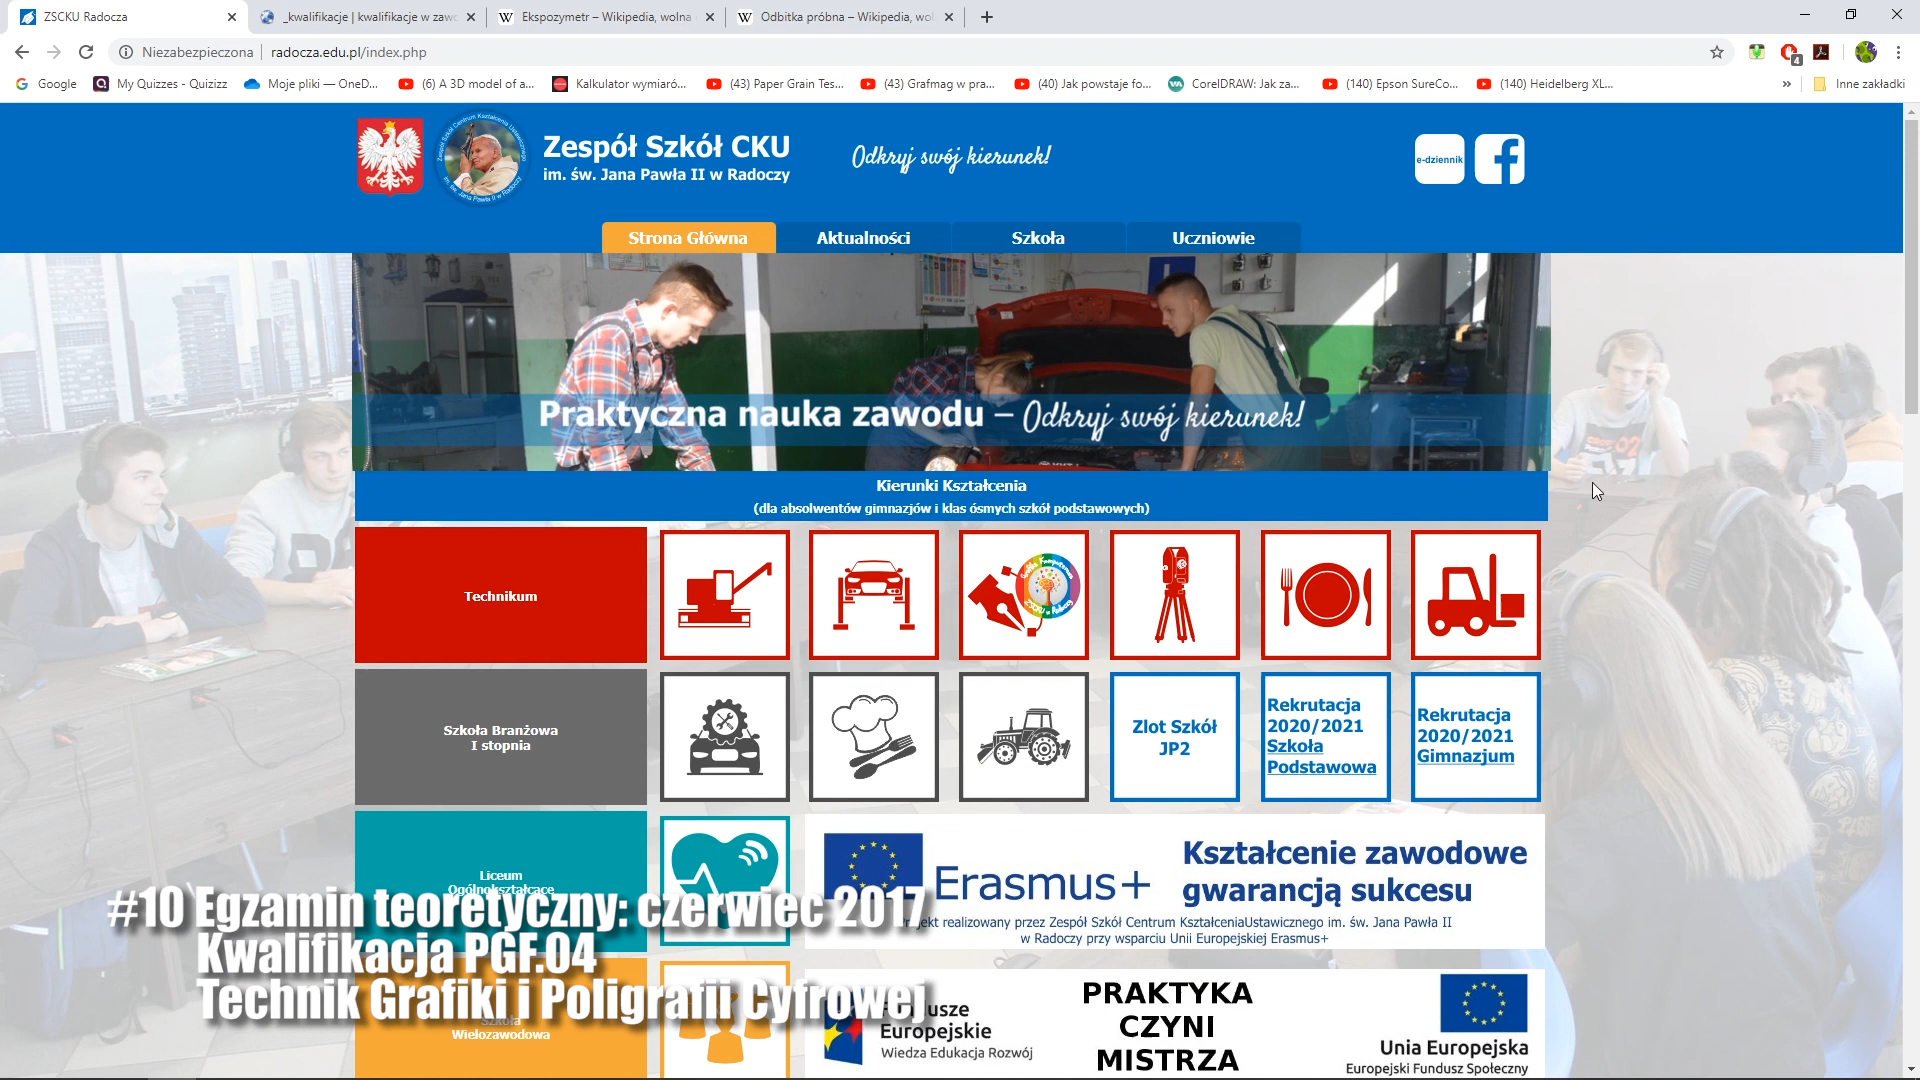 ZSCKU Radocza
_kwalifikacje | kwalifikacje w zawo
Ekspozymetr – Wikipedia, wolna
Odbitka próbna – Wikipedia, wol
Niezabezpieczona
radocza.edu.pl/index.php
Google
My Quizzes - Quizizz
Moje pliki — OneD...
(6) A 3D model of a...
Kalkulator wymiaró...
(43) Paper Grain Tes...
(43) Grafmag w pra...
(40) Jak powstaje fo...
CorelDRAW: Jak za...
(140) Epson SureCo...
(140) Heidelberg XL...
Inne zakładki
Zespół Szkół CKU
im. św. Jana Pawła II w Radoczy
Odkryj swój kierunek!
e-dziennik
Strona Główna
Aktualności
Szkoła
Uczniowie
Praktyczna nauka zawodu – Odkryj swój kierunek!
Kierunki Kształcenia
(dla absolwentów gimnazjów i klas ósmych szkół podstawowych)
Technikum
Szkoła Branżowa
I stopnia
Zlot Szkół
JP2
Rekrutacja
2020/2021
Szkoła
Podstawowa
Rekrutacja
2020/2021
Gimnazjum
Liceum
Ogólnokształcące
Erasmus+
Kształcenie zawodowe
gwarancją sukcesu
Projekt realizowany przez Zespół Szkół Centrum KształceniaUstawicznego im. św. Jana Pawła II
w Radoczy przy wsparciu Unii Europejskiej Erasmus+
#10 Egzamin teoretyczny: czerwiec 2017
Kwalifikacja PGF.04
Technik Grafiki i Poligrafii Cyfrowej
Szkoła
Wielozawodowa
Fundusze
Europejskie
Wiedza Edukacja Rozwój
PRAKTYKA
CZYNI
MISTRZA
Unia Europejska
Europejski Fundusz Społeczny